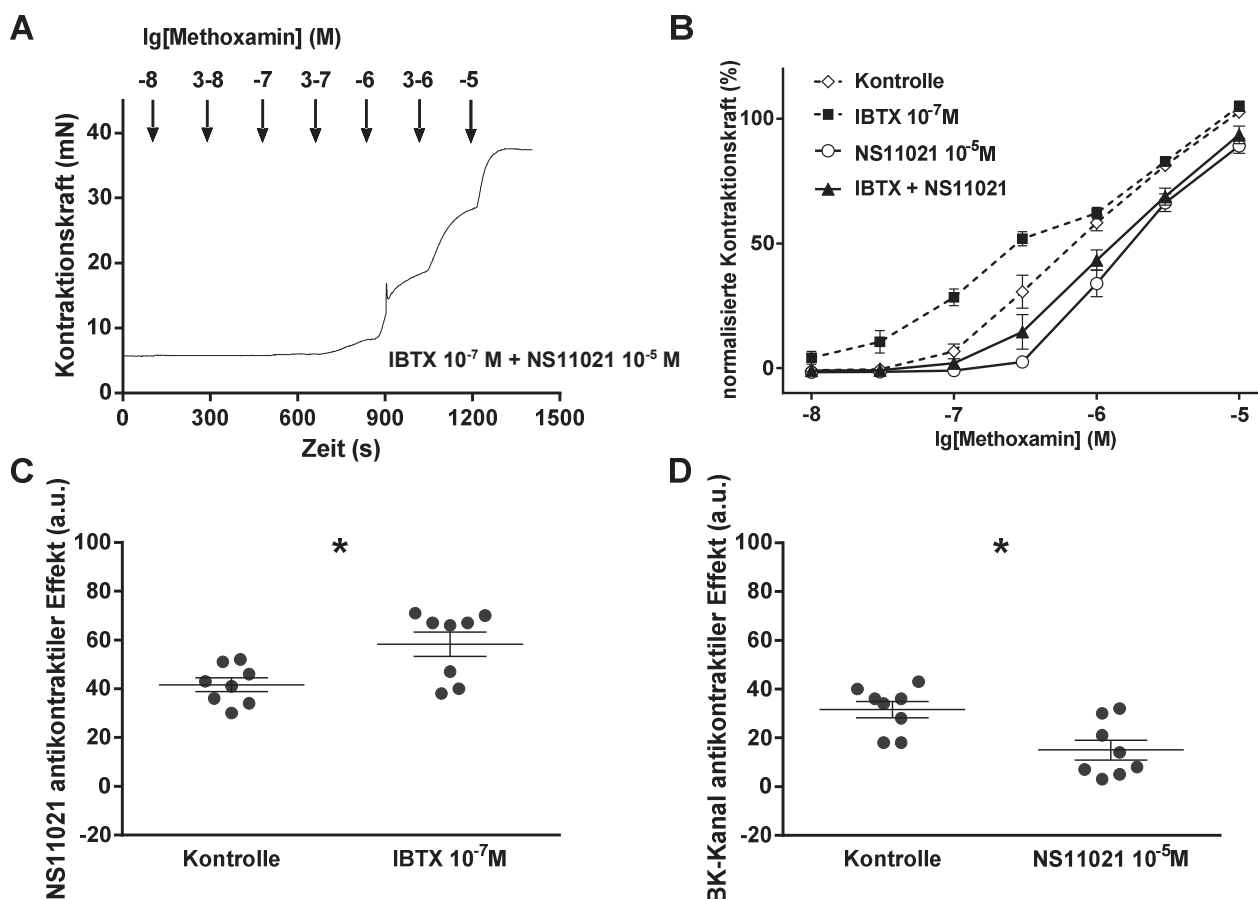 A
lg[Methoxamin] (M)
-8 3-8 -7 3-7 -6 3-6 -5
Kontraktionskraft (mN)
40
30
20
10
0
IBTX 10⁻⁷ M + NS11021 10⁻⁵ M
0 300 600 900 1200 1500
Zeit (s)
B
normalisierte Kontraktionskraft (%)
100
50
0
Kontrolle
IBTX 10⁻⁷M
NS11021 10⁻⁵M
IBTX + NS11021
-8 -7 -6 -5
lg[Methoxamin] (M)
C
NS11021 antikontraktiler Effekt (a.u.)
100
80
60
40
20
0
-20
*
Kontrolle IBTX 10⁻⁷M
D
BK-Kanal antikontraktiler Effekt (a.u.)
100
80
60
40
20
0
-20
*
Kontrolle NS11021 10⁻⁵M